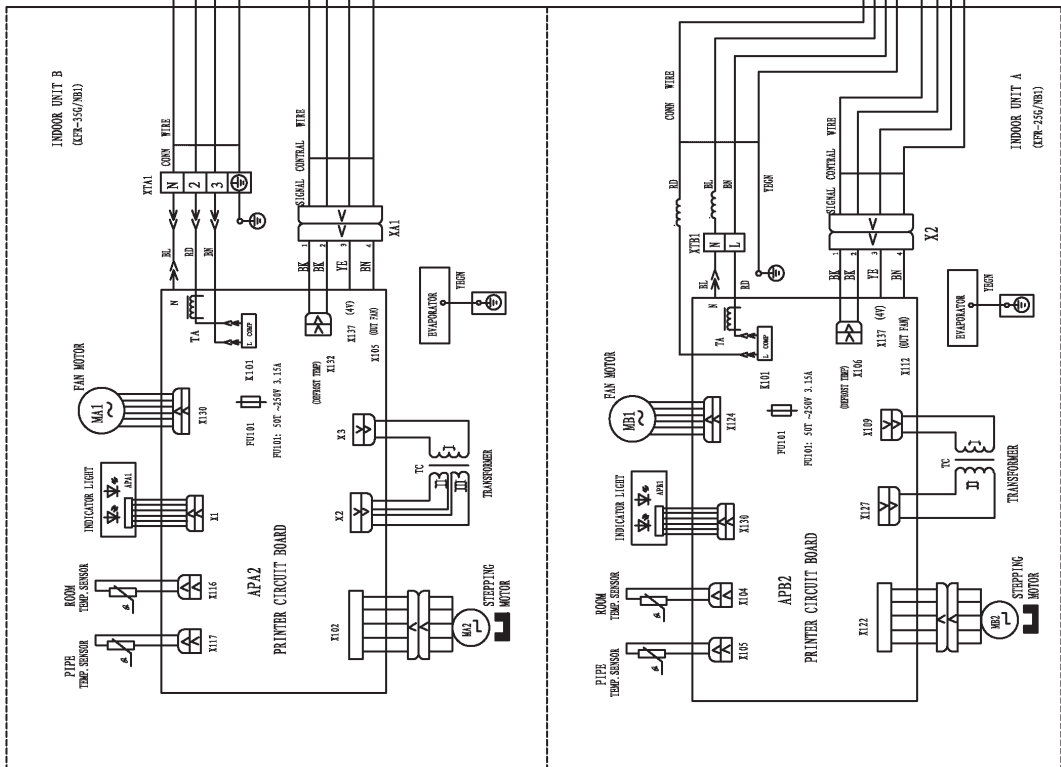 INDOOR UNIT B
(KFR-35G/NB1)
CONN WIRE
XTA1
N
2
3
SIGNAL CONTRAL WIRE
XA1
BL
RD
BN
BK
BK
YE
BN
1
2
3
4
N
TA
L COMP
K101
FU101
FU101: 50T ~250V 3.15A
(DEFROST TEMP)
X132
X137 (4V)
X105
(OUT FAN)
EVAPORATOR
YEGN
FAN MOTOR
MA1
~
X130
INDICATOR LIGHT
APA1
X1
ROOM
TEMP.SENSOR
θ
X116
PIPE
TEMP.SENSOR
θ
X117
APA2
PRINTER CIRCUIT BOARD
X3
X2
TC
I
II
III
TRANSFORMER
X102
MA2
STEPPING
MOTOR
INDOOR UNIT A
(KFR-25G/NB1)
CONN WIRE
RD
BL
BN
YEGN
XTB1
N
L
BL
RD
SIGNAL CONTRAL WIRE
X2
BK
BK
YE
BN
1
2
3
4
N
TA
L COMP
K101
FU101
FU101: 50T ~250V 3.15A
(DEFROST TEMP)
X106
X137 (4V)
X112
(OUT FAN)
EVAPORATOR
YEGN
FAN MOTOR
MB1
~
X124
INDICATOR LIGHT
APB1
X130
ROOM
TEMP.SENSOR
θ
X104
PIPE
TEMP.SENSOR
θ
X105
APB2
PRINTER CIRCUIT BOARD
X109
X127
TC
I
II
TRANSFORMER
X122
MB2
STEPPING
MOTOR